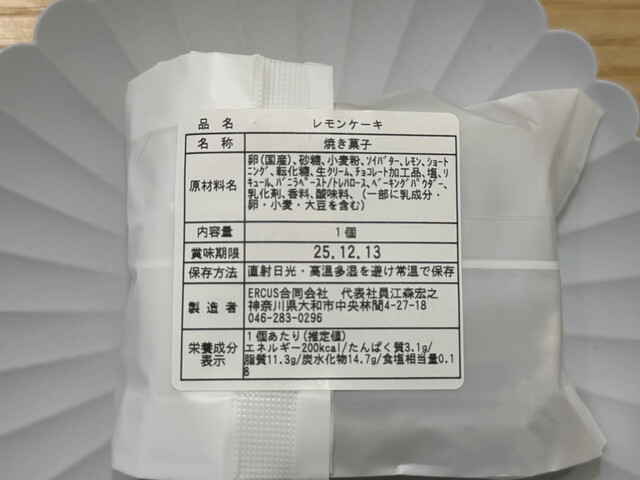 品名 レモンケーキ
名称 焼き菓子
原材料名 卵(国産)、砂糖、小麦粉、ソイバター、レモン、ショート
ニング、転化糖、生クリーム、チョコレート加工品、塩、リ
キュール、バニラペースト/トレハロース、ベーキングパウダー、
乳化剤、香料、酸味料、(一部に乳成分・
卵・小麦・大豆を含む)
内容量 1個
賞味期限 25.12.13
保存方法 直射日光・高温多湿を避け常温で保存
製造者 ERCUS合同会社 代表社員江森宏之
神奈川県大和市中央林間4-27-18
046-283-0296
栄養成分表示 1個あたり(推定値)
エネルギー200kcal/たんぱく質3.1g/
脂質11.3g/炭水化物14.7g/食塩相当量0.1
8